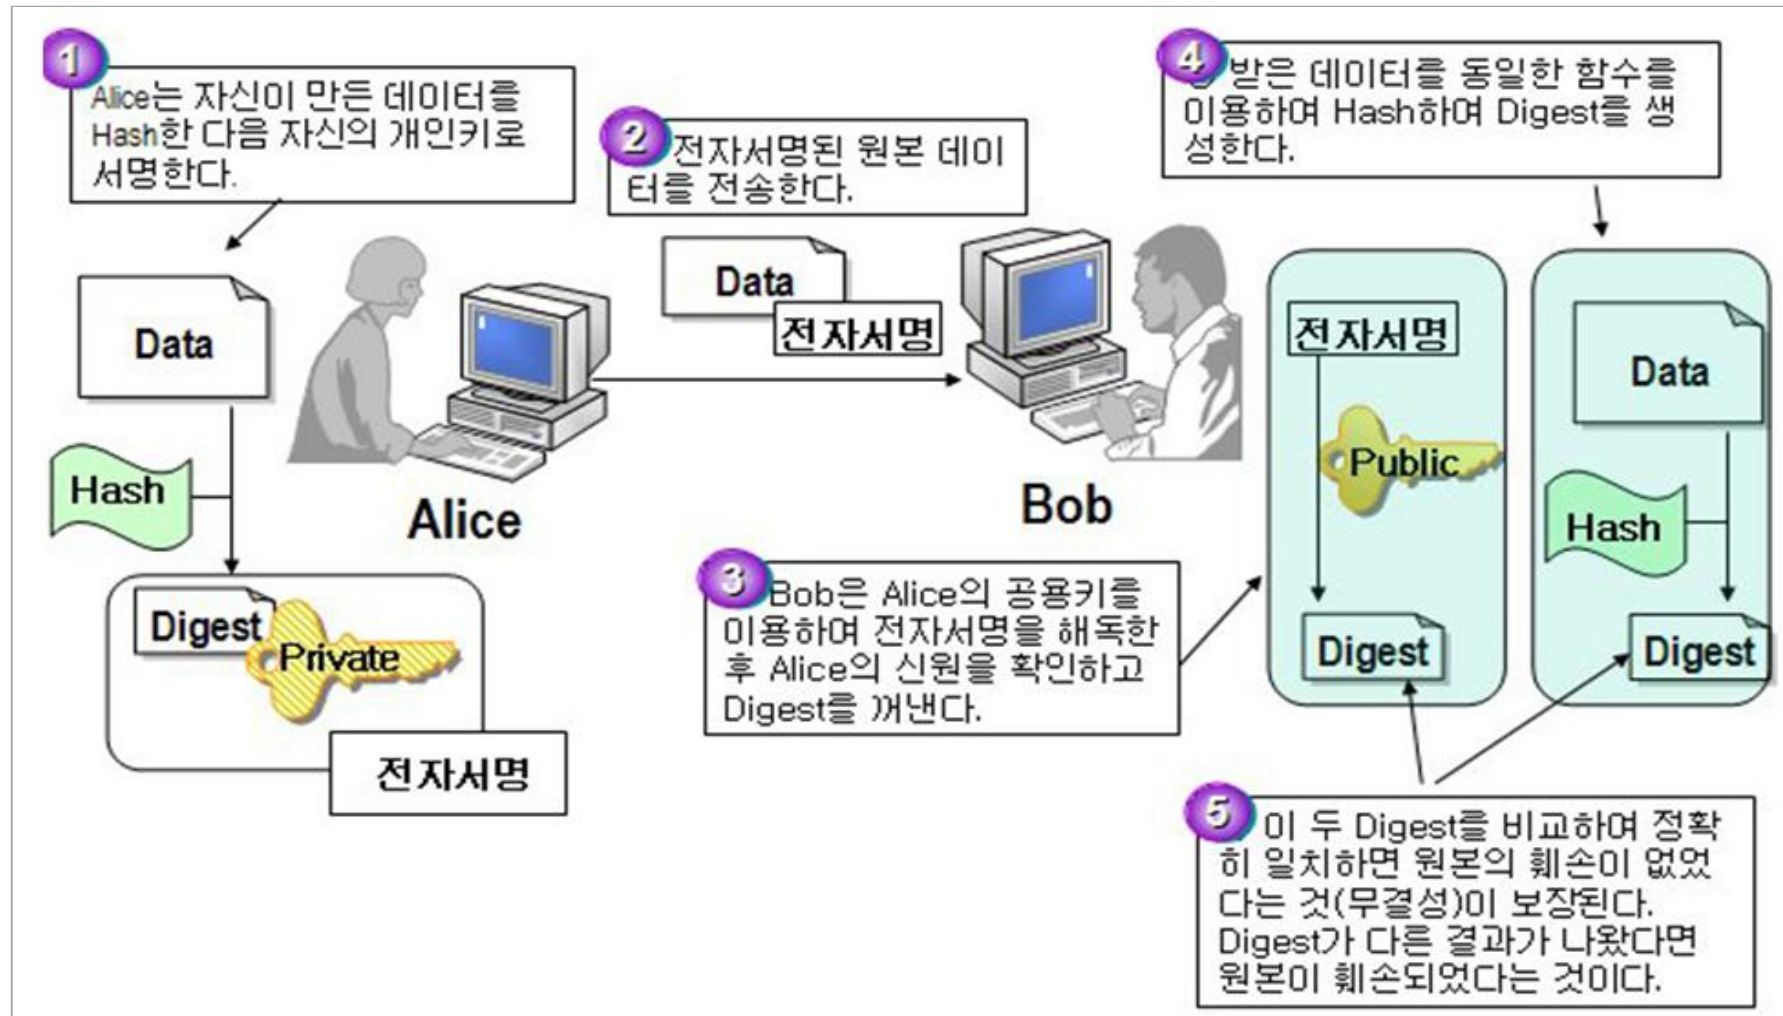 1
Alice는 자신이 만든 데이터를
Hash한 다음 자신의 개인키로
서명한다.
2
전자서명된 원본 데이
터를 전송한다.
4
받은 데이터를 동일한 함수를
이용하여 Hash하여 Digest를 생
성한다.
Data
Hash
Digest
Private
전자서명
Alice
Data
전자서명
Bob
3
Bob은 Alice의 공용키를
이용하여 전자서명을 해독한
후 Alice의 신원을 확인하고
Digest를 꺼낸다.
전자서명
Public
Digest
Data
Hash
Digest
5
이 두 Digest를 비교하여 정확
히 일치하면 원본의 훼손이 없었
다는 것(무결성)이 보장된다.
Digest가 다른 결과가 나왔다면
원본이 훼손되었다는 것이다.